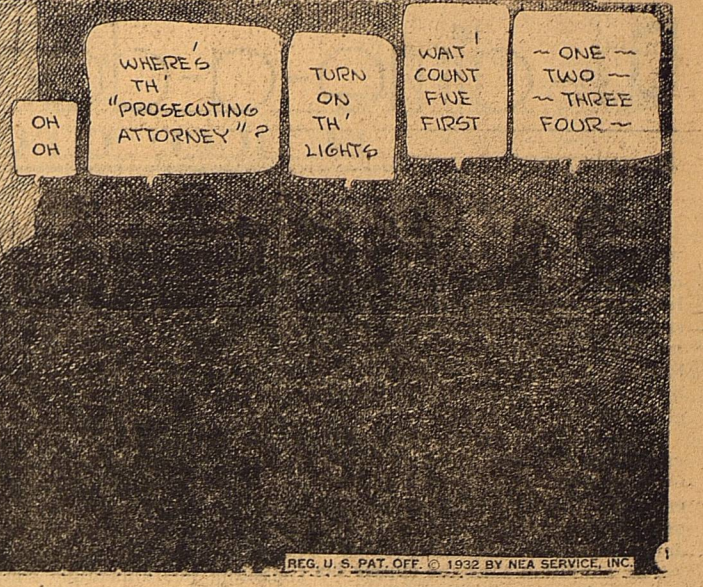 OH
OH
WHERE'S
TH'
"PROSECUTING
ATTORNEY"?
TURN
ON
TH'
LIGHTS
WAIT!
COUNT
FIVE
FIRST
~ ONE ~
TWO ~
~ THREE
FOUR ~
REG. U. S. PAT. OFF. © 1932 BY NEA SERVICE, INC.